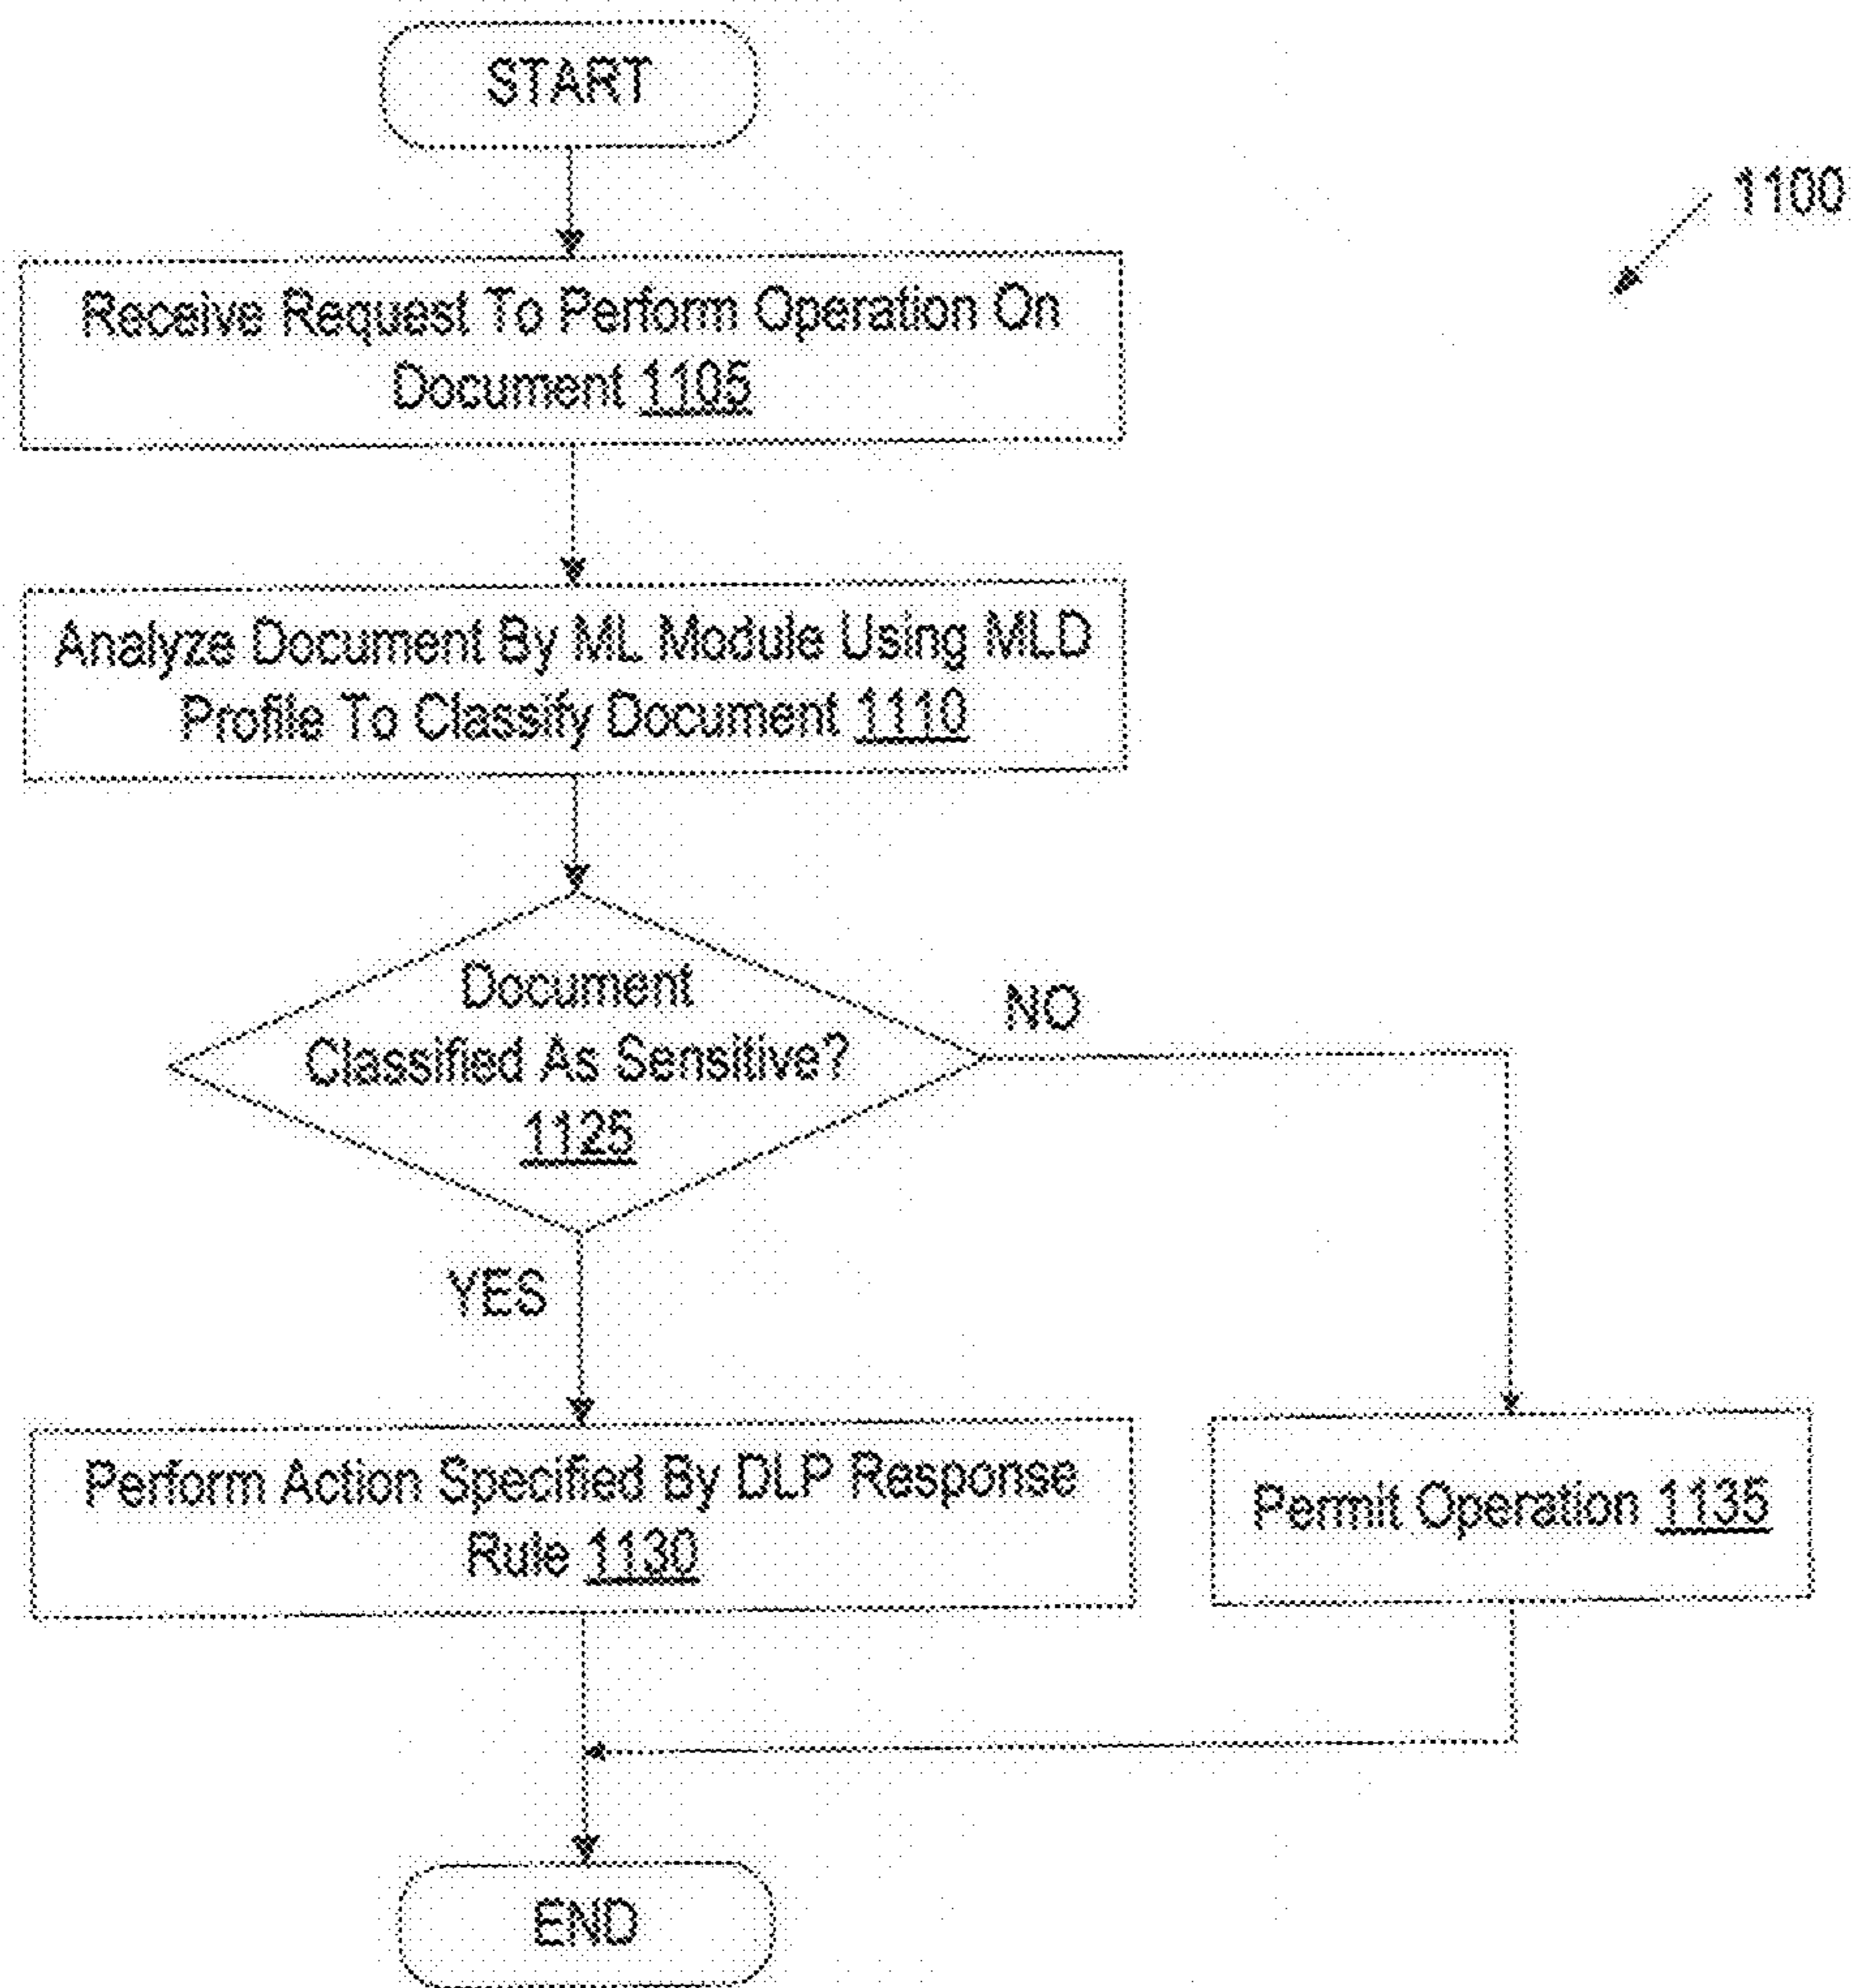 START
1100
Receive Request To Perform Operation On
Document 1105
Analyze Document By ML Module Using MLD
Profile To Classify Document 1110
Document
Classified As Sensitive?
1125
NO
YES
Perform Action Specified By DLP Response
Rule 1130
Permit Operation 1135
END